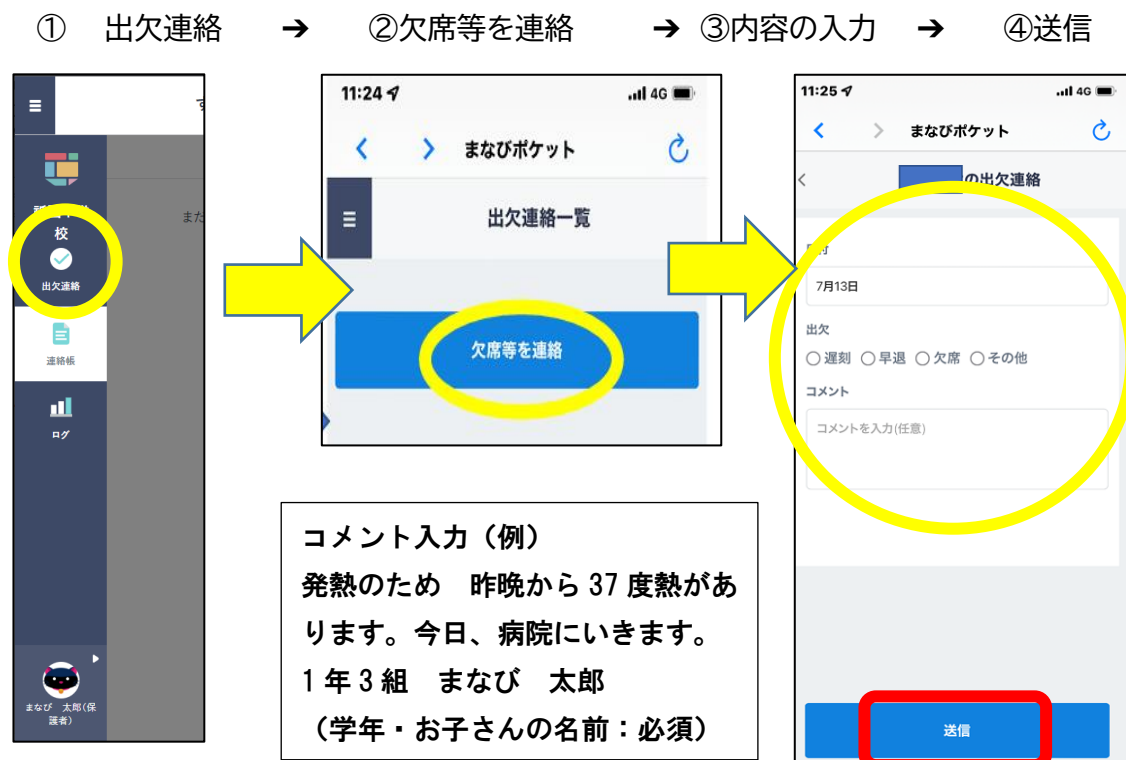 ① 出欠連絡 ➔ ②欠席等を連絡 ➔ ③内容の入力 ➔ ④送信
校
出欠連絡
連絡帳
ログ
まなび 太郎(保
護者)
また
11:24
4G
まなびポケット
出欠連絡一覧
欠席等を連絡
コメント入力（例）
発熱のため 昨晩から37度熱があ
ります。今日、病院にいきます。
1年3組 まなび 太郎
（学年・お子さんの名前：必須）
11:25
4G
まなびポケット
の出欠連絡
7月13日
出欠
遅刻 早退 欠席 その他
コメント
コメントを入力(任意)
送信